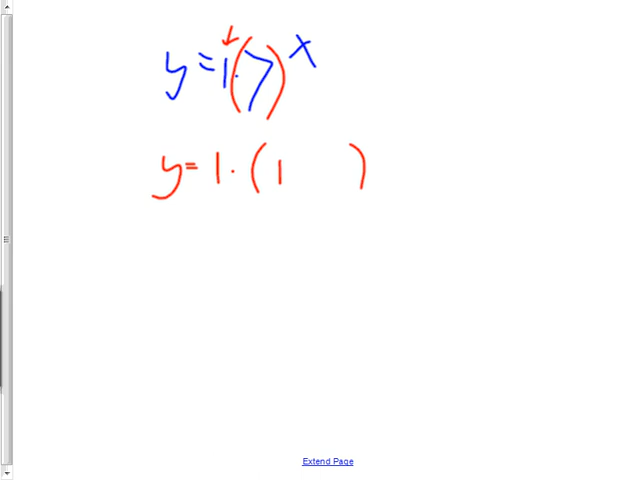 y = 1 · (7)^x
y = 1 · ( 1 )
Extend Page